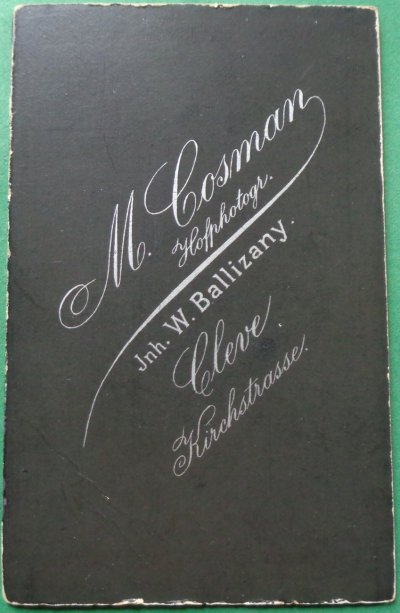 M. Cosman
Hofphotogr.
Jnh. W. Ballizany.
Cleve.
Kirchstrasse.